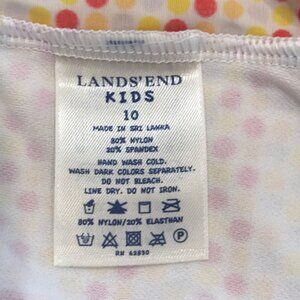 LANDS' END
KIDS
10
MADE IN SRI LANKA
80% NYLON
20% SPANDEX
HAND WASH COLD.
WASH DARK COLORS SEPARATELY.
DO NOT BLEACH.
LINE DRY. DO NOT IRON.
80% NYLON/20% ELASTHAN
P
RN 62830